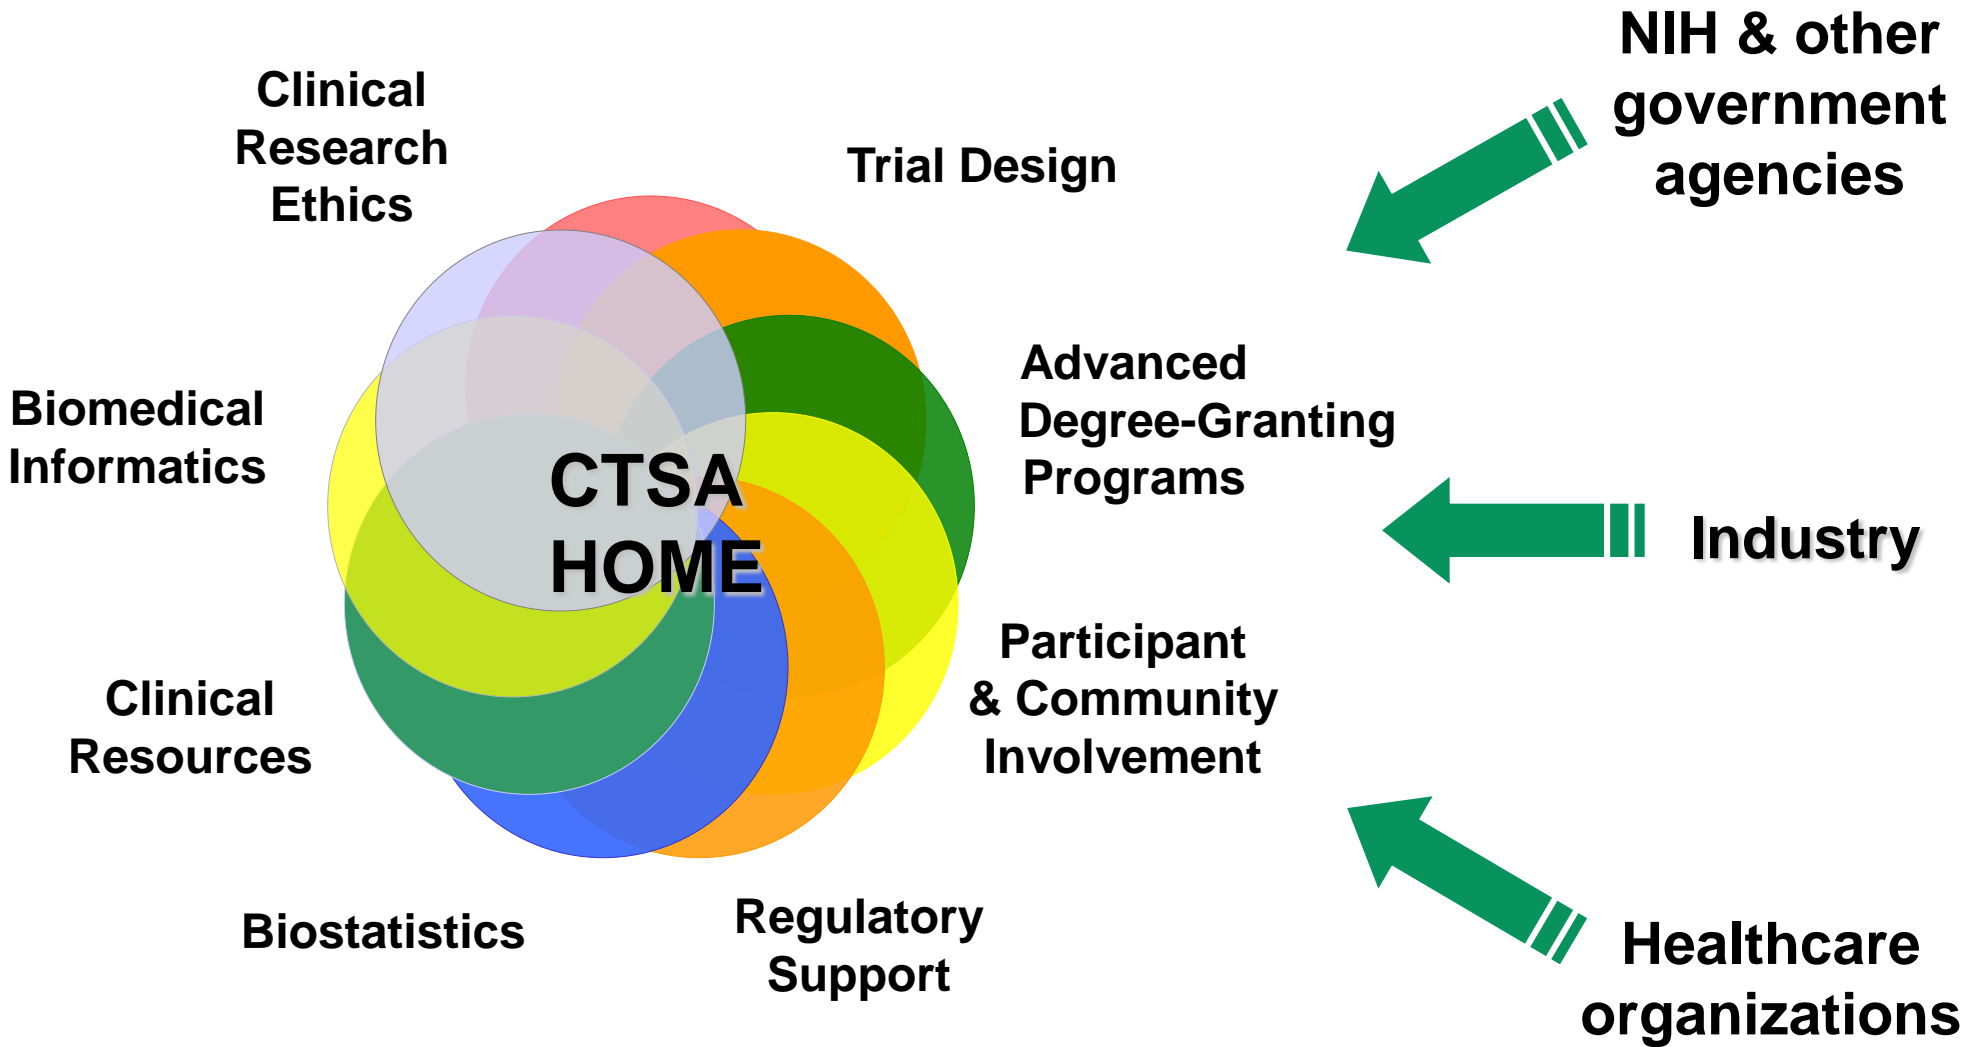 Clinical
Research
Ethics
Trial Design
NIH & other
government
agencies
Biomedical
Informatics
CTSA
HOME
Advanced
Degree-Granting
Programs
Industry
Clinical
Resources
Participant
& Community
Involvement
Biostatistics
Regulatory
Support
Healthcare
organizations